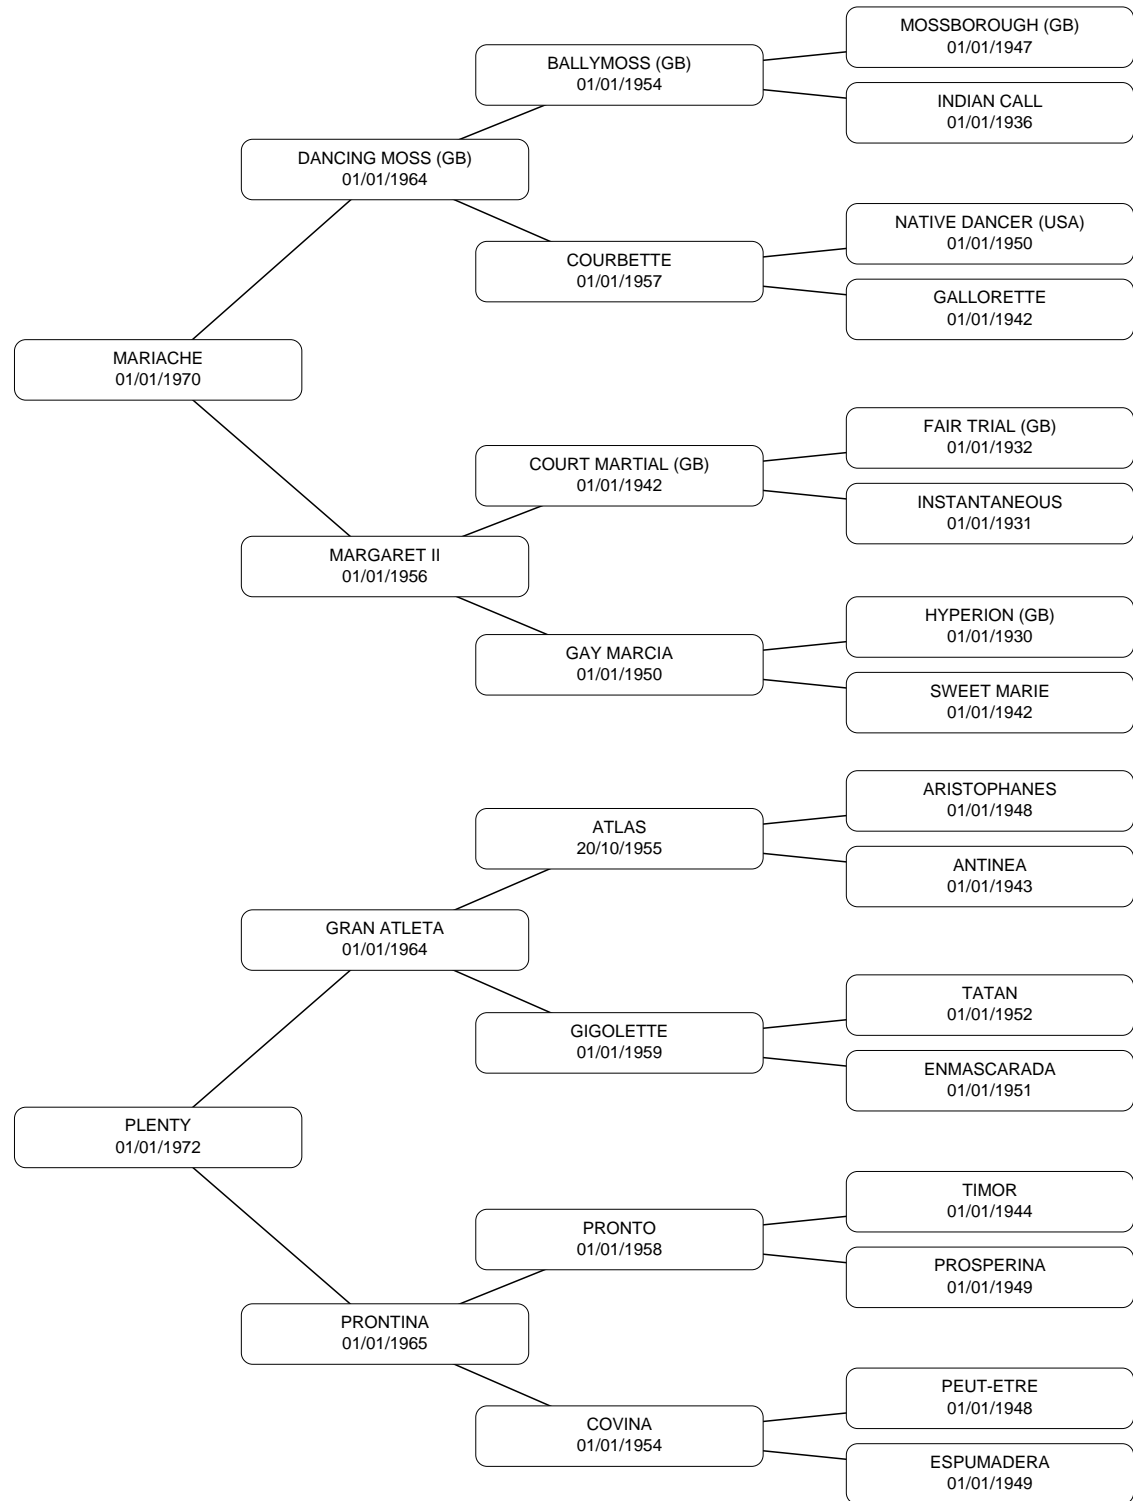 MOSSBOROUGH (GB)
01/01/1947
BALLYMOSS (GB)
01/01/1954
INDIAN CALL
01/01/1936
DANCING MOSS (GB)
01/01/1964
NATIVE DANCER (USA)
01/01/1950
COURBETTE
01/01/1957
GALLORETTE
01/01/1942
MARIACHE
01/01/1970
FAIR TRIAL (GB)
01/01/1932
COURT MARTIAL (GB)
01/01/1942
INSTANTANEOUS
01/01/1931
MARGARET II
01/01/1956
HYPERION (GB)
01/01/1930
GAY MARCIA
01/01/1950
SWEET MARIE
01/01/1942
ARISTOPHANES
01/01/1948
ATLAS
20/10/1955
ANTINEA
01/01/1943
GRAN ATLETA
01/01/1964
TATAN
01/01/1952
GIGOLETTE
01/01/1959
ENMASCARADA
01/01/1951
PLENTY
01/01/1972
TIMOR
01/01/1944
PRONTO
01/01/1958
PROSPERINA
01/01/1949
PRONTINA
01/01/1965
PEUT-ETRE
01/01/1948
COVINA
01/01/1954
ESPUMADERA
01/01/1949